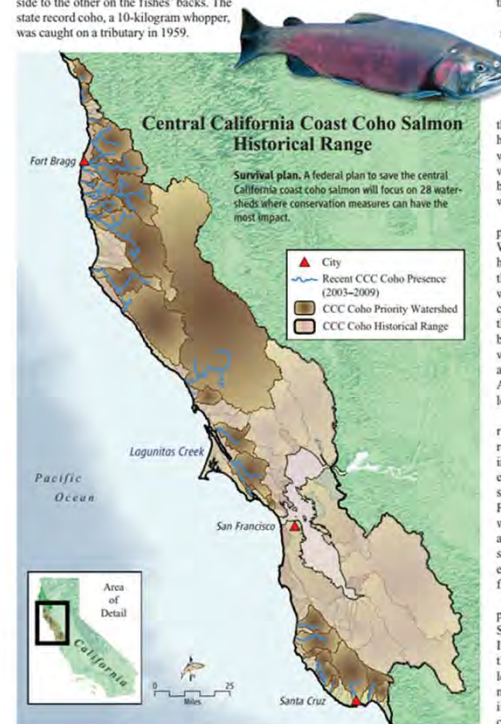 side to the other on the fishes' backs. The
state record coho, a 10-kilogram whopper,
was caught on a tributary in 1959.
Central California Coast Coho Salmon
Historical Range
Survival plan. A federal plan to save the central
California coast coho salmon will focus on 28 water-
sheds where conservation measures can have the
most impact.
Fort Bragg
City
Recent CCC Coho Presence
(2003–2009)
CCC Coho Priority Watershed
CCC Coho Historical Range
Lagunitas Creek
Pacific
Ocean
San Francisco
Area
of
Detail
California
0 25
Miles
Santa Cruz